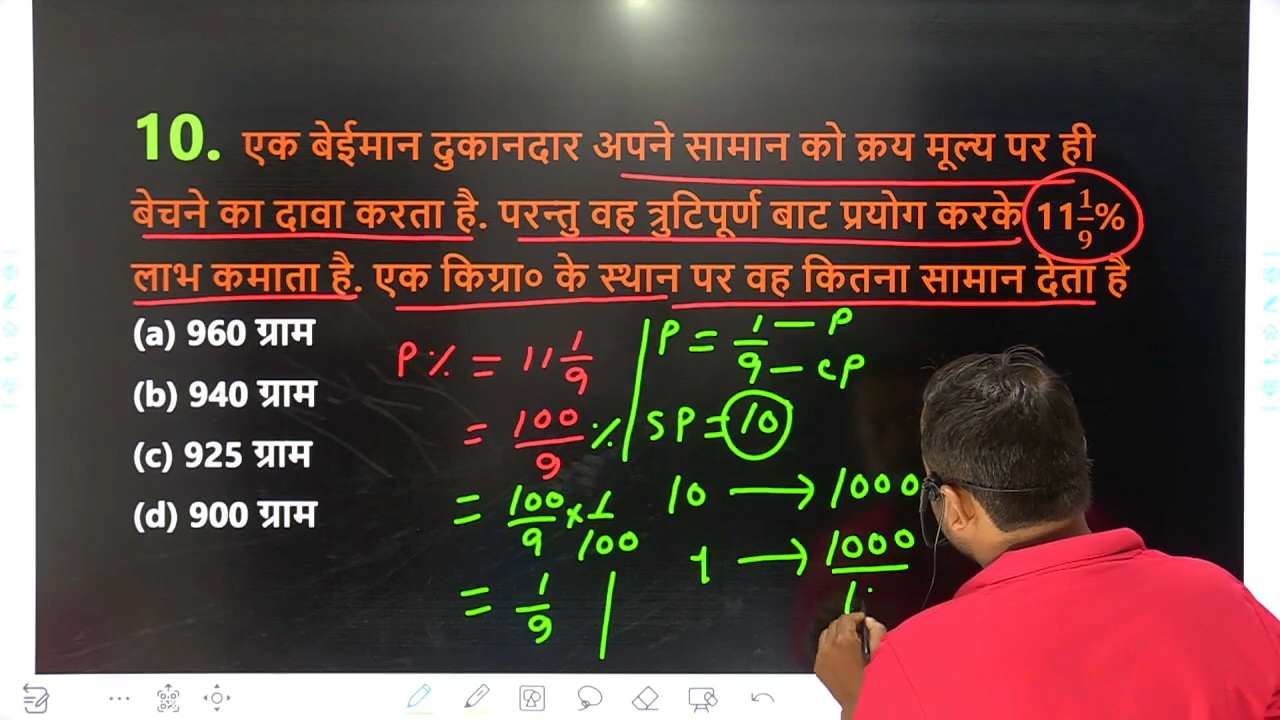 10. एक बेईमान दुकानदार अपने सामान को क्रय मूल्य पर ही
बेचने का दावा करता है. परन्तु वह त्रुटिपूर्ण बाट प्रयोग करके 11 1/9%
लाभ कमाता है. एक किग्रा० के स्थान पर वह कितना सामान देता है
(a) 960 ग्राम
(b) 940 ग्राम
(c) 925 ग्राम
(d) 900 ग्राम
P% = 11 1/9
= 100/9 %
= 100/9 × 1/100
= 1/9
P = 1/9 — P
— CP
SP = 10
10 → 1000
1 → 1000/1